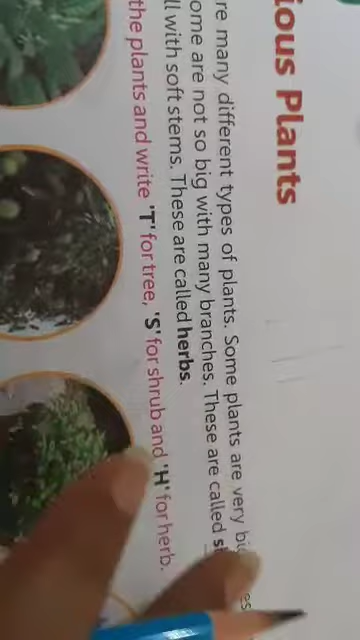 ious Plants
re many different types of plants. Some plants are very
ome are not so big with many branches. These are called
ll with soft stems. These are called herbs.
the plants and write 'T' for tree, 'S' for shrub and 'H' for herb.